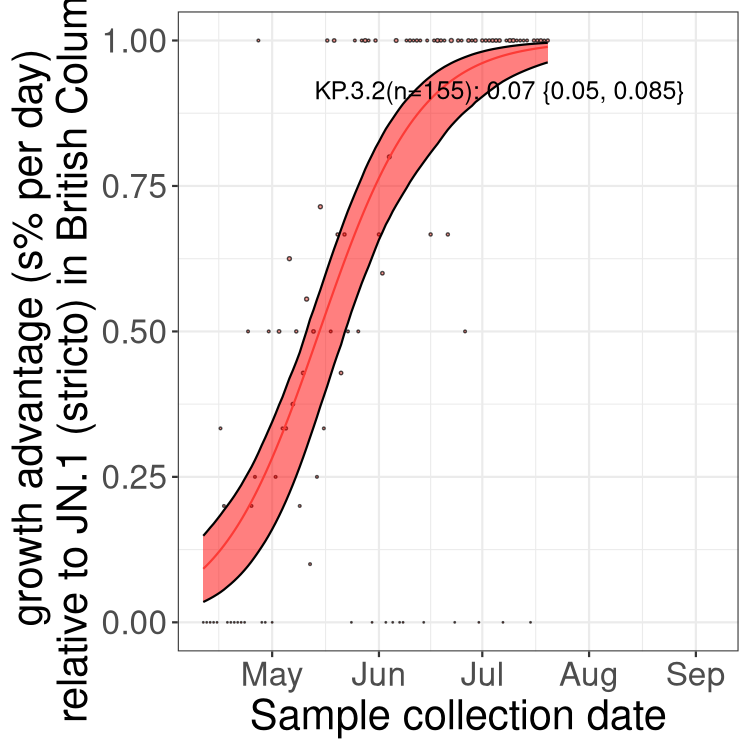 growth advantage (s% per day)
relative to JN.1 (stricto) in British Colum
1.00
0.75
0.50
0.25
0.00
KP.3.2(n=155): 0.07 {0.05, 0.085}
May Jun Jul Aug Sep
Sample collection date